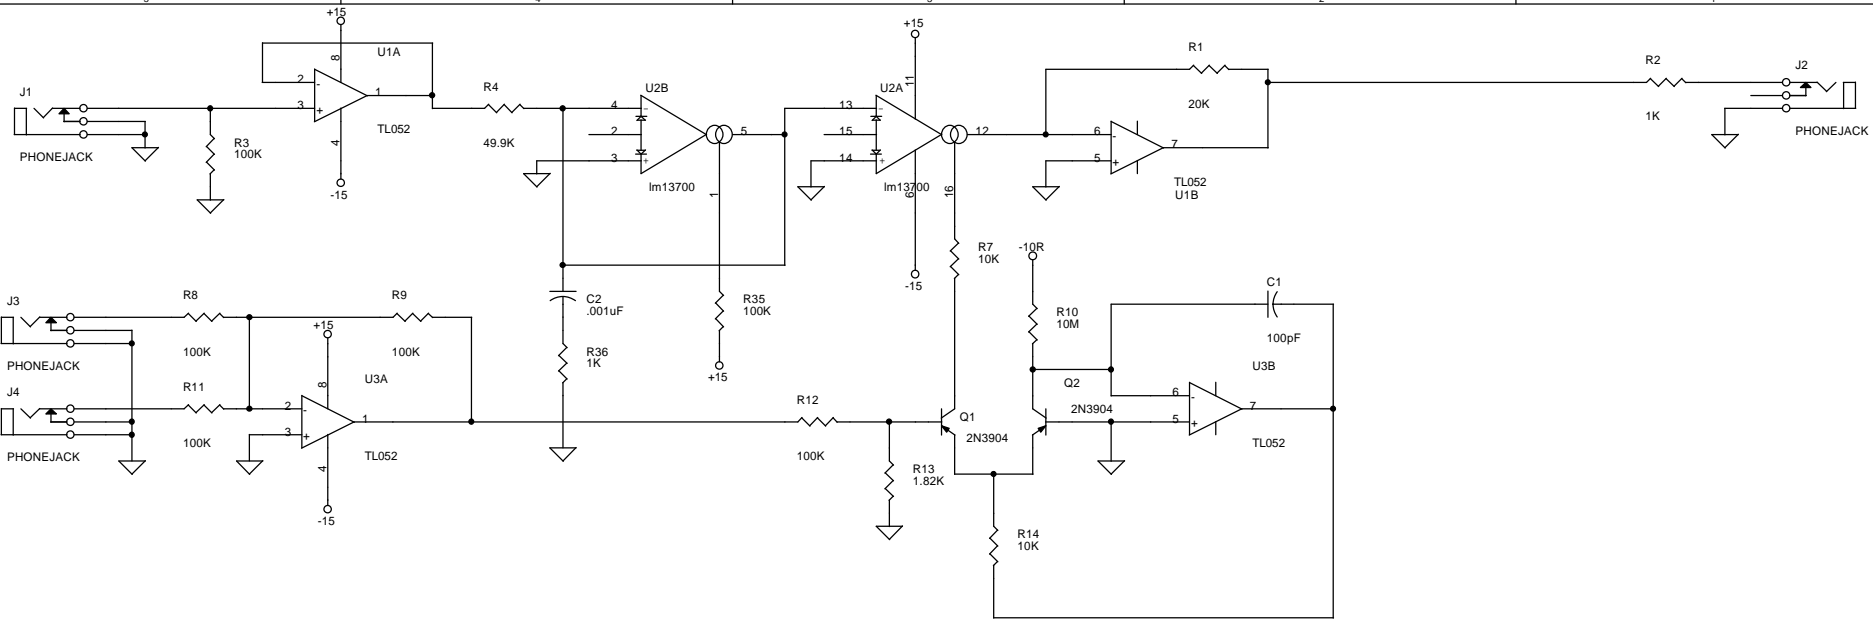 +15
U1A
8
2
-
J1
3
+
1
4
TL052
PHONEJACK
R3
100K
-15
R4
49.9K
U2B
4
2
3
-
+
5
lm13700
1
+15
11
U2A
13
15
14
-
+
12
lm13700
6
16
-15
R1
20K
6
5
-
+
7
TL052
U1B
R2
1K
J2
PHONEJACK
R7
10K
-10R
C1
100pF
R10
10M
J3
PHONEJACK
R8
100K
R9
100K
+15
8
U3A
C2
.001uF
R36
1K
R35
100K
+15
J4
PHONEJACK
R11
100K
2
3
-
+
1
4
TL052
-15
R12
100K
R13
1.82K
Q1
2N3904
Q2
2N3904
U3B
6
5
-
+
7
TL052
R14
10K